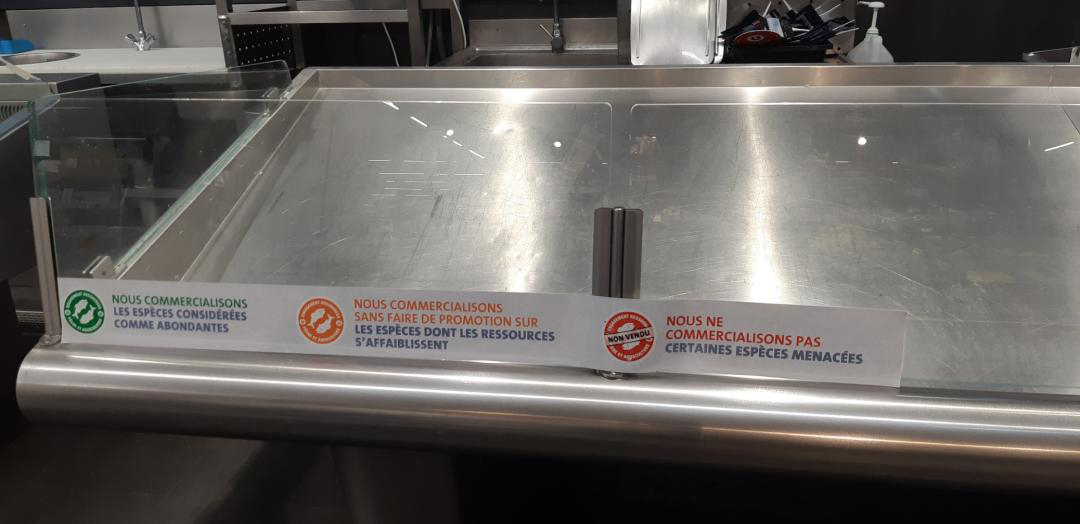 NOUS COMMERCIALISONS
LES ESPÈCES CONSIDÉRÉES
COMME ABONDANTES
NOUS COMMERCIALISONS
SANS FAIRE DE PROMOTION SUR
LES ESPÈCES DONT LES RESSOURCES
S'AFFAIBLISSENT
NON VENDU
NOUS NE
COMMERCIALISONS PAS
CERTAINES ESPÈCES MENACÉES